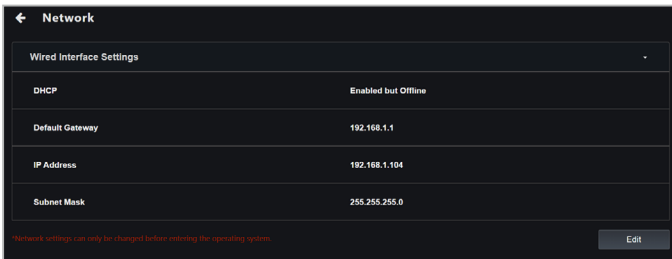 Network
Wired Interface Settings
DHCP Enabled but Offline
Default Gateway 192.168.1.1
IP Address 192.168.1.104
Subnet Mask 255.255.255.0
*Network settings can only be changed before entering the operating system. Edit